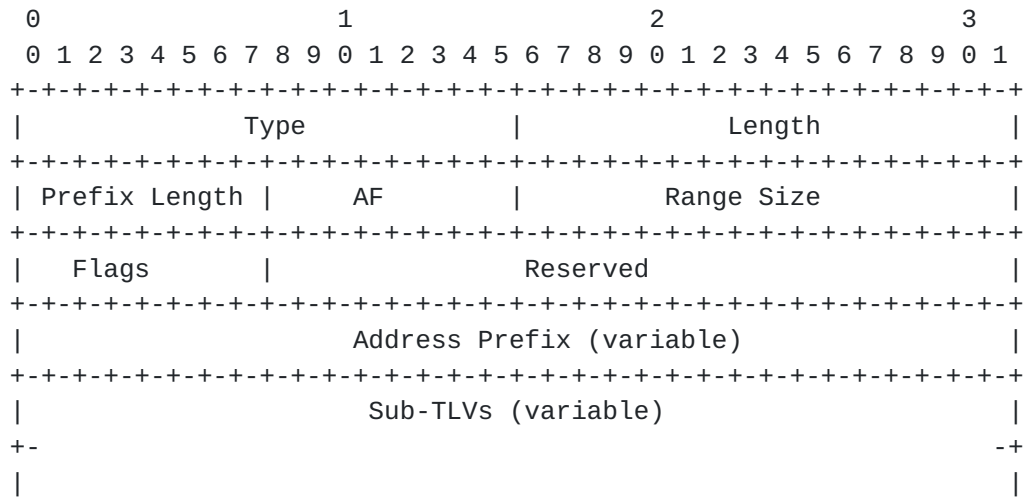 0                   1                   2                   3
 0 1 2 3 4 5 6 7 8 9 0 1 2 3 4 5 6 7 8 9 0 1 2 3 4 5 6 7 8 9 0 1
+-+-+-+-+-+-+-+-+-+-+-+-+-+-+-+-+-+-+-+-+-+-+-+-+-+-+-+-+-+-+-+-+
|              Type             |             Length            |
+-+-+-+-+-+-+-+-+-+-+-+-+-+-+-+-+-+-+-+-+-+-+-+-+-+-+-+-+-+-+-+-+
| Prefix Length |     AF        |         Range Size            |
+-+-+-+-+-+-+-+-+-+-+-+-+-+-+-+-+-+-+-+-+-+-+-+-+-+-+-+-+-+-+-+-+
|   Flags       |                Reserved                       |
+-+-+-+-+-+-+-+-+-+-+-+-+-+-+-+-+-+-+-+-+-+-+-+-+-+-+-+-+-+-+-+-+
|                     Address Prefix (variable)                 |
+-+-+-+-+-+-+-+-+-+-+-+-+-+-+-+-+-+-+-+-+-+-+-+-+-+-+-+-+-+-+-+-+
|                      Sub-TLVs (variable)                      |
+-                                                             -+
|                                                               |